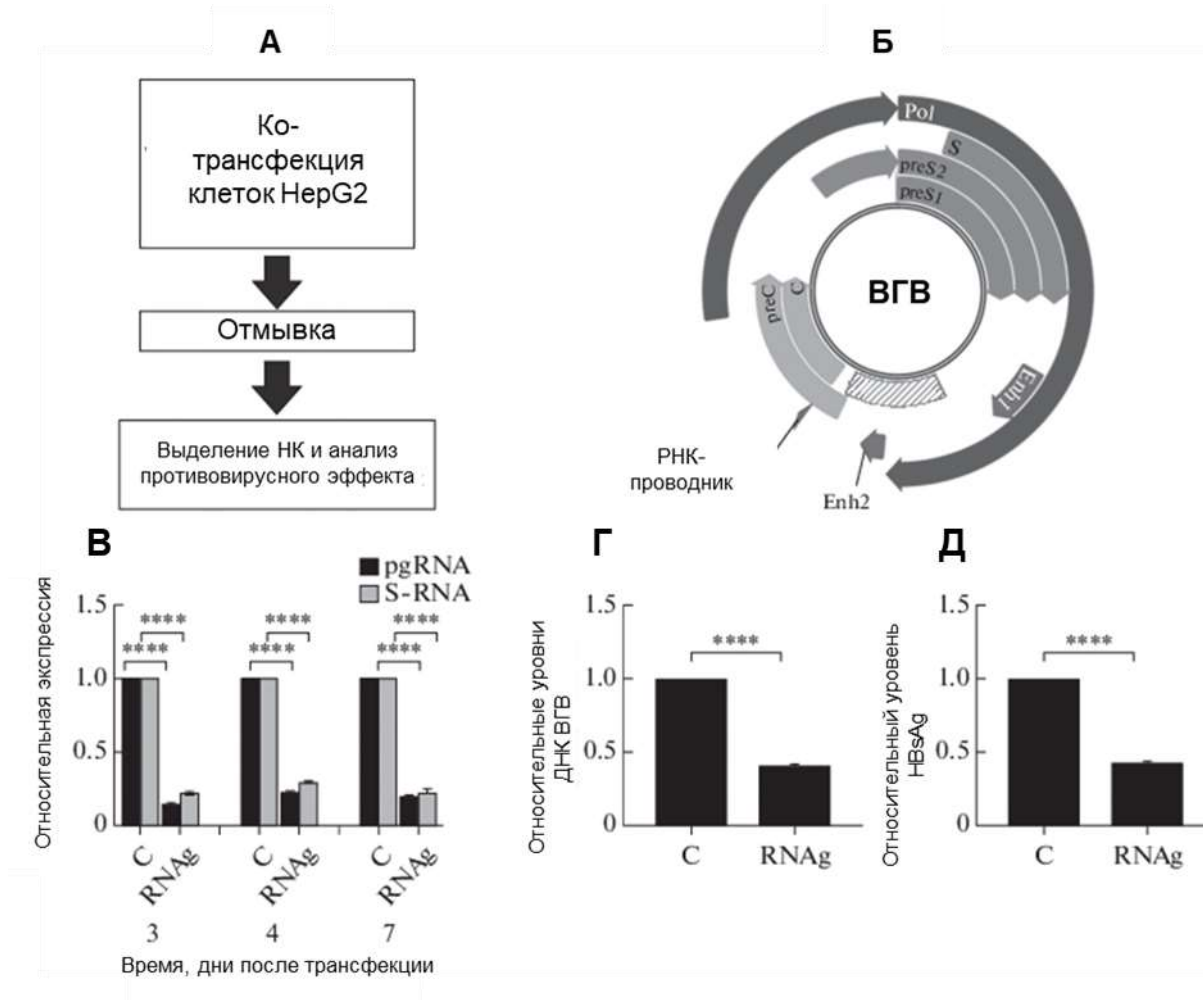 А
Ко-
трансфекция
клеток HepG2
Отмывка
Выделение НК и анализ
противовирусного эффекта
Б
Pol
S
preS2
preS1
ВГВ
preC
C
Enh1
РНК-
проводник
Enh2
В
pgRNA
S-RNA
Относительная экспрессия
1.5
1.0
0.5
0
**** **** ****
**** **** ****
C RNAg C RNAg C RNAg
3 4 7
Время, дни после трансфекции
Г
Относительные уровни
ДНК ВГВ
1.5
1.0
0.5
0
****
C RNAg
Д
Относительный уровень
HBsAg
1.5
1.0
0.5
0
****
C RNAg